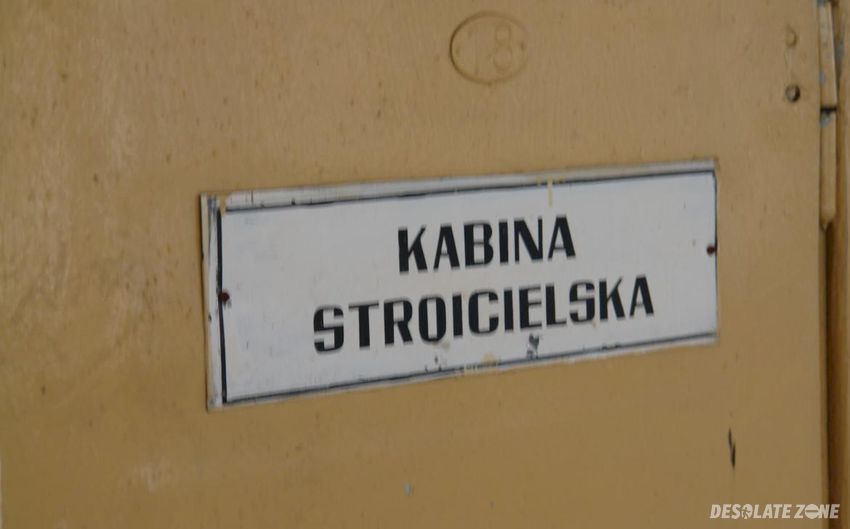 18
KABINA
STROICIELSKA
DESOLATE ZONE